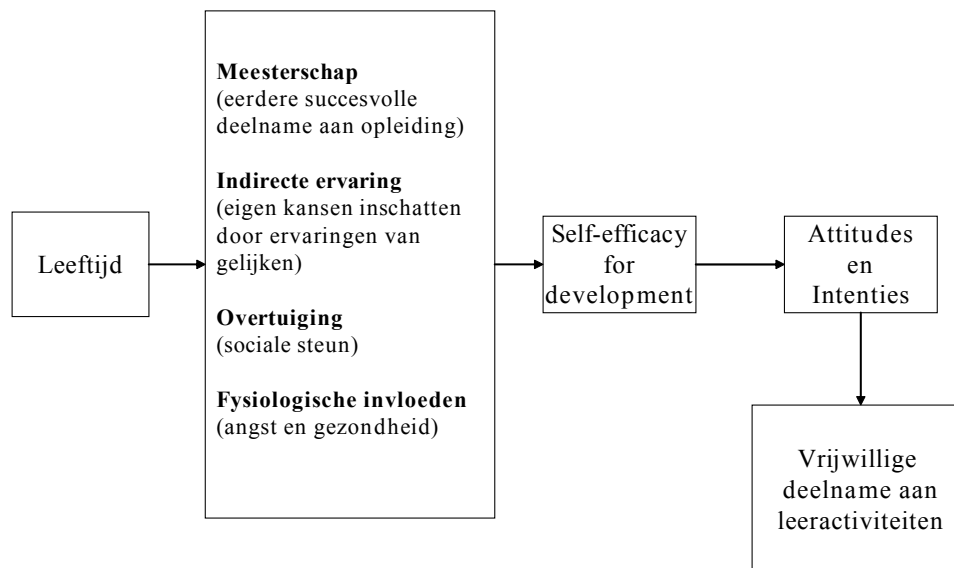 Leeftijd
Meesterschap
(eerdere succesvolle
deelname aan opleiding)
Indirecte ervaring
(eigen kansen inschatten
door ervaringen van
gelijken)
Overtuiging
(sociale steun)
Fysiologische invloeden
(angst en gezondheid)
Self-efficacy
for
development
Attitudes
en
Intenties
Vrijwillige
deelname aan
leeractiviteiten